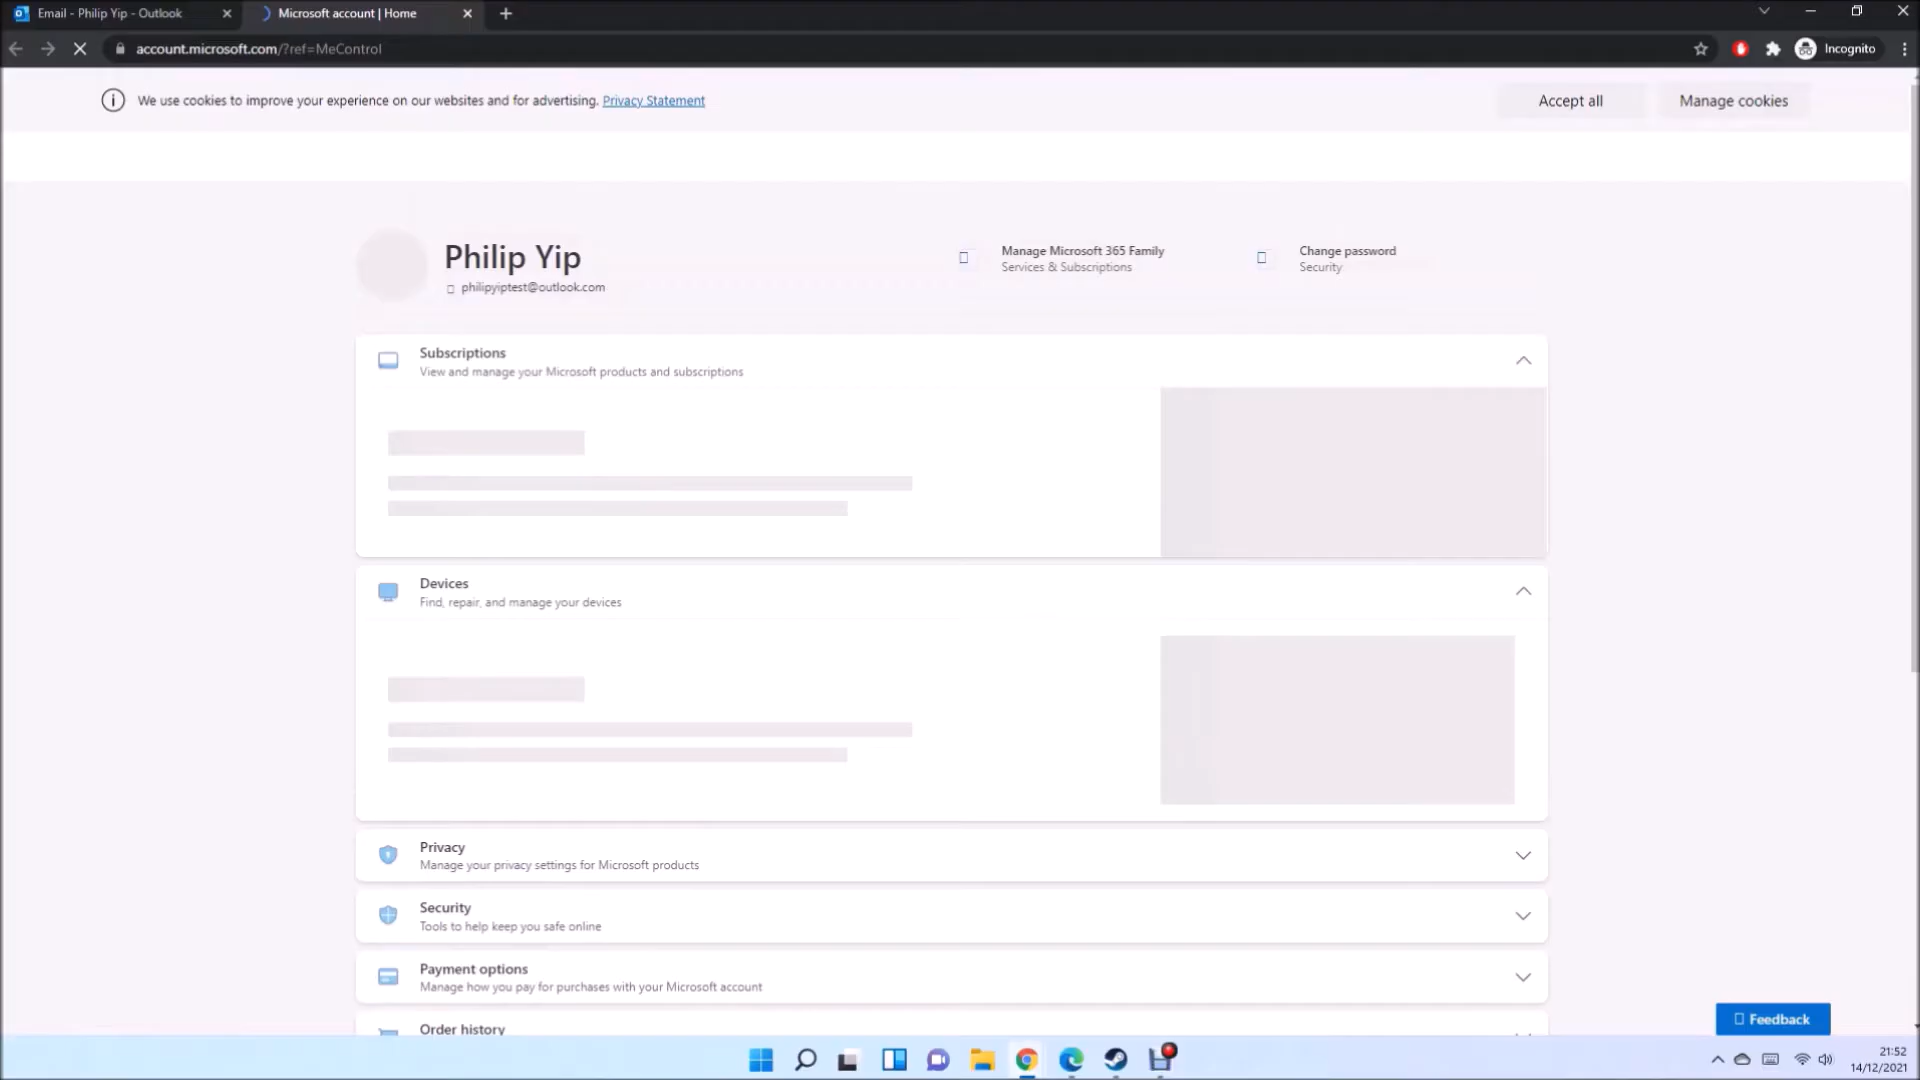 Email - Philip Yip - Outlook
Microsoft account | Home
account.microsoft.com/?ref=MeControl
Incognito
We use cookies to improve your experience on our websites and for advertising. Privacy Statement
Accept all
Manage cookies
Philip Yip
philipyiptest@outlook.com
Manage Microsoft 365 Family
Services & Subscriptions
Change password
Security
Subscriptions
View and manage your Microsoft products and subscriptions
Devices
Find, repair, and manage your devices
Privacy
Manage your privacy settings for Microsoft products
Security
Tools to help keep you safe online
Payment options
Manage how you pay for purchases with your Microsoft account
Order history
Feedback
21:52
14/12/2021